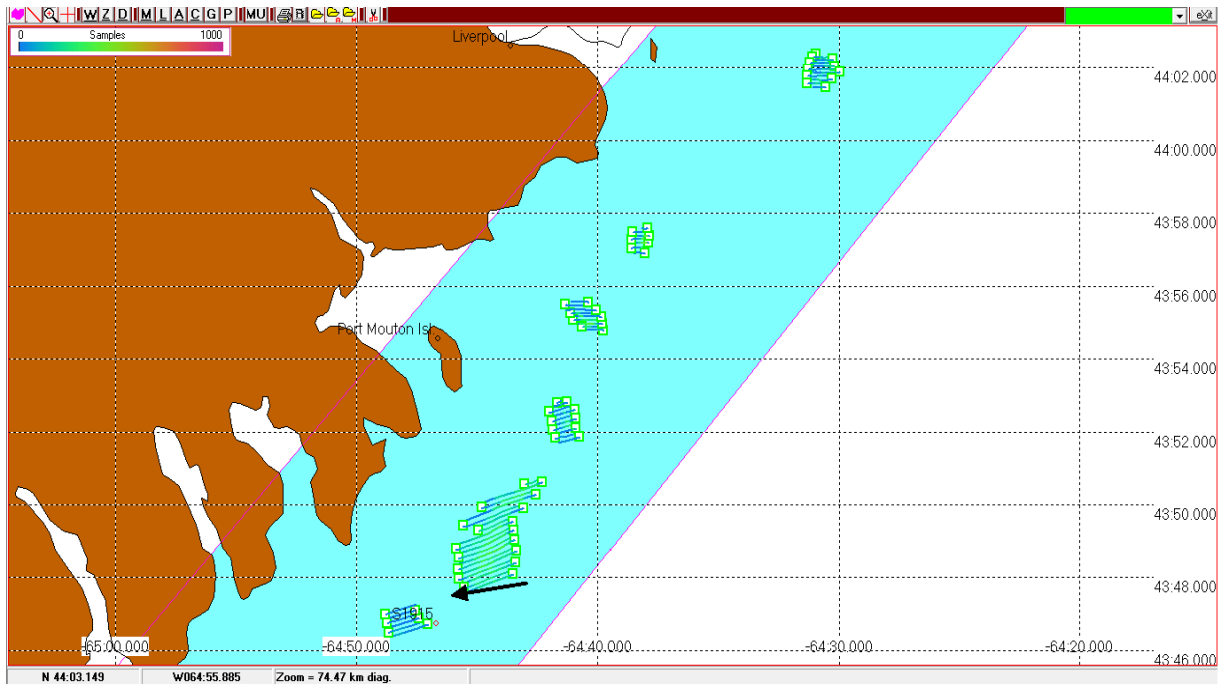 W Z D M L A C G P MU eXit
0 Samples 1000
Liverpool
44:02.000
44:00.000
43:58.000
43:56.000
Port Mouton Isl
43:54.000
43:52.000
43:50.000
43:48.000
S1915
-65:00.000 -64:50.000 -64:40.000 -64:30.000 -64:20.000
43:46.000
N 44:03.149 W064:55.885 Zoom = 74.47 km diag.